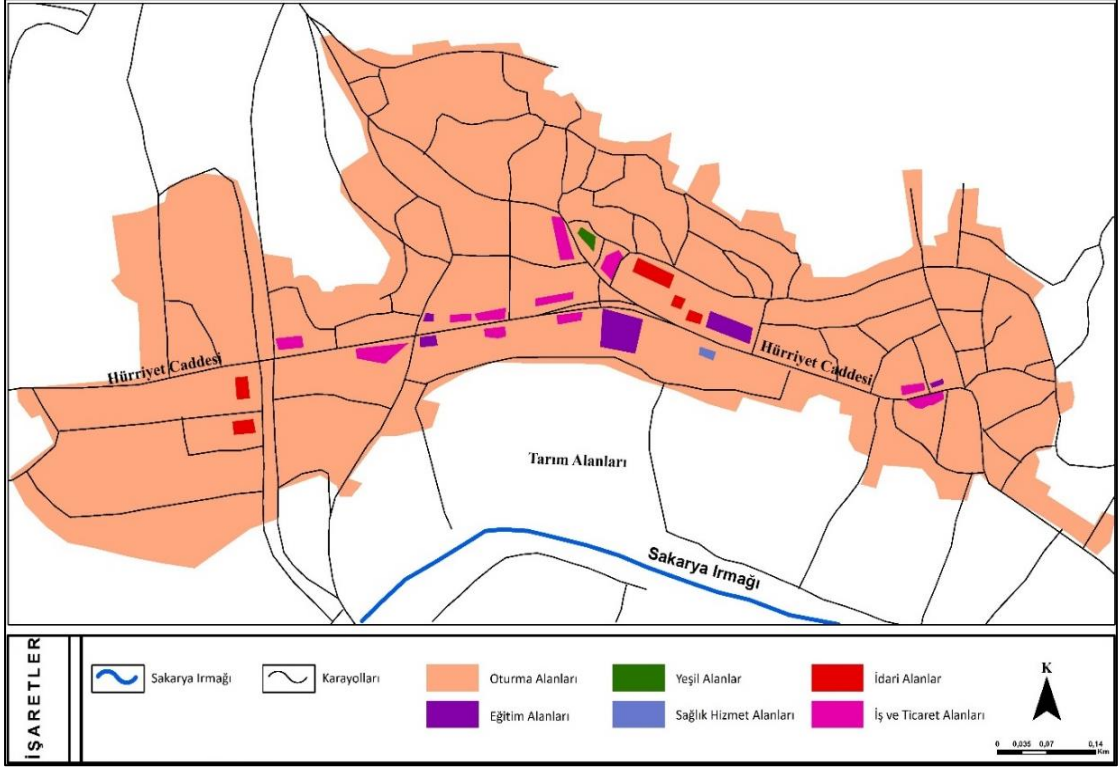 Hürriyet Caddesi
Hürriyet Caddesi
Tarım Alanları
Sakarya Irmağı
İŞARETLER
Sakarya Irmağı
Karayolları
Oturma Alanları
Yeşil Alanlar
İdari Alanlar
Eğitim Alanları
Sağlık Hizmet Alanları
İş ve Ticaret Alanları
K
0 0,035 0,07 0,14
Km